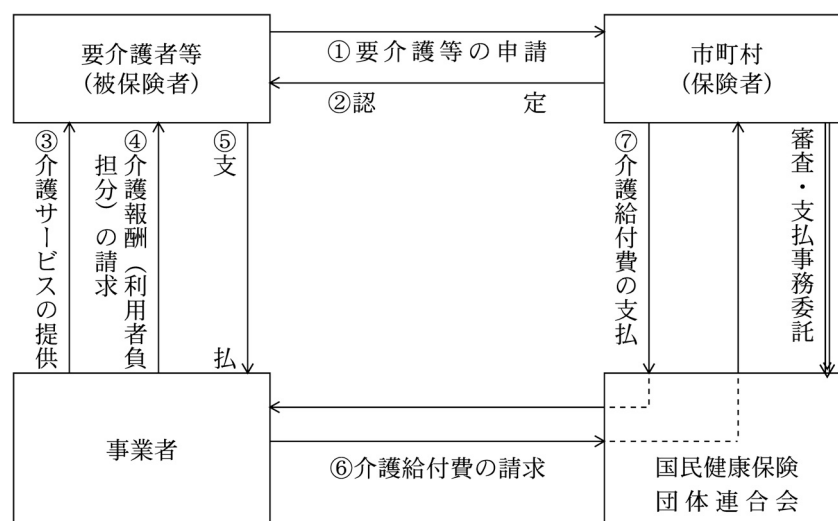 要介護者等
(被保険者)
①要介護等の申請
②認定
市町村
(保険者)
③介護サービスの提供
④介護報酬（利用者負
担分）の請求
⑤支払
⑦介護給付費の支払
審査・支払事務委託
事業者
⑥介護給付費の請求
国民健康保険
団体連合会